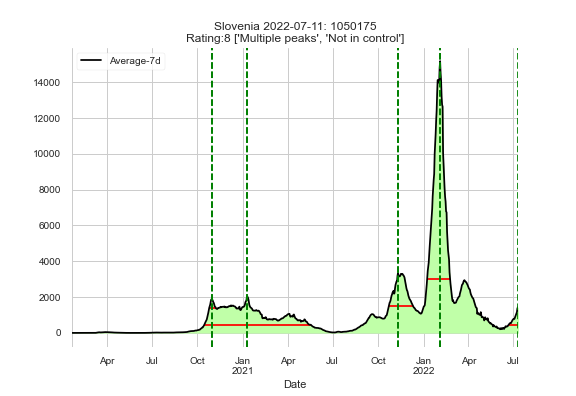 Slovenia 2022-07-11: 1050175
Rating:8 ['Multiple peaks', 'Not in control']
Average-7d
14000
12000
10000
8000
6000
4000
2000
0
Apr Jul Oct Jan Apr Jul Oct Jan Apr Jul
2021 2022
Date